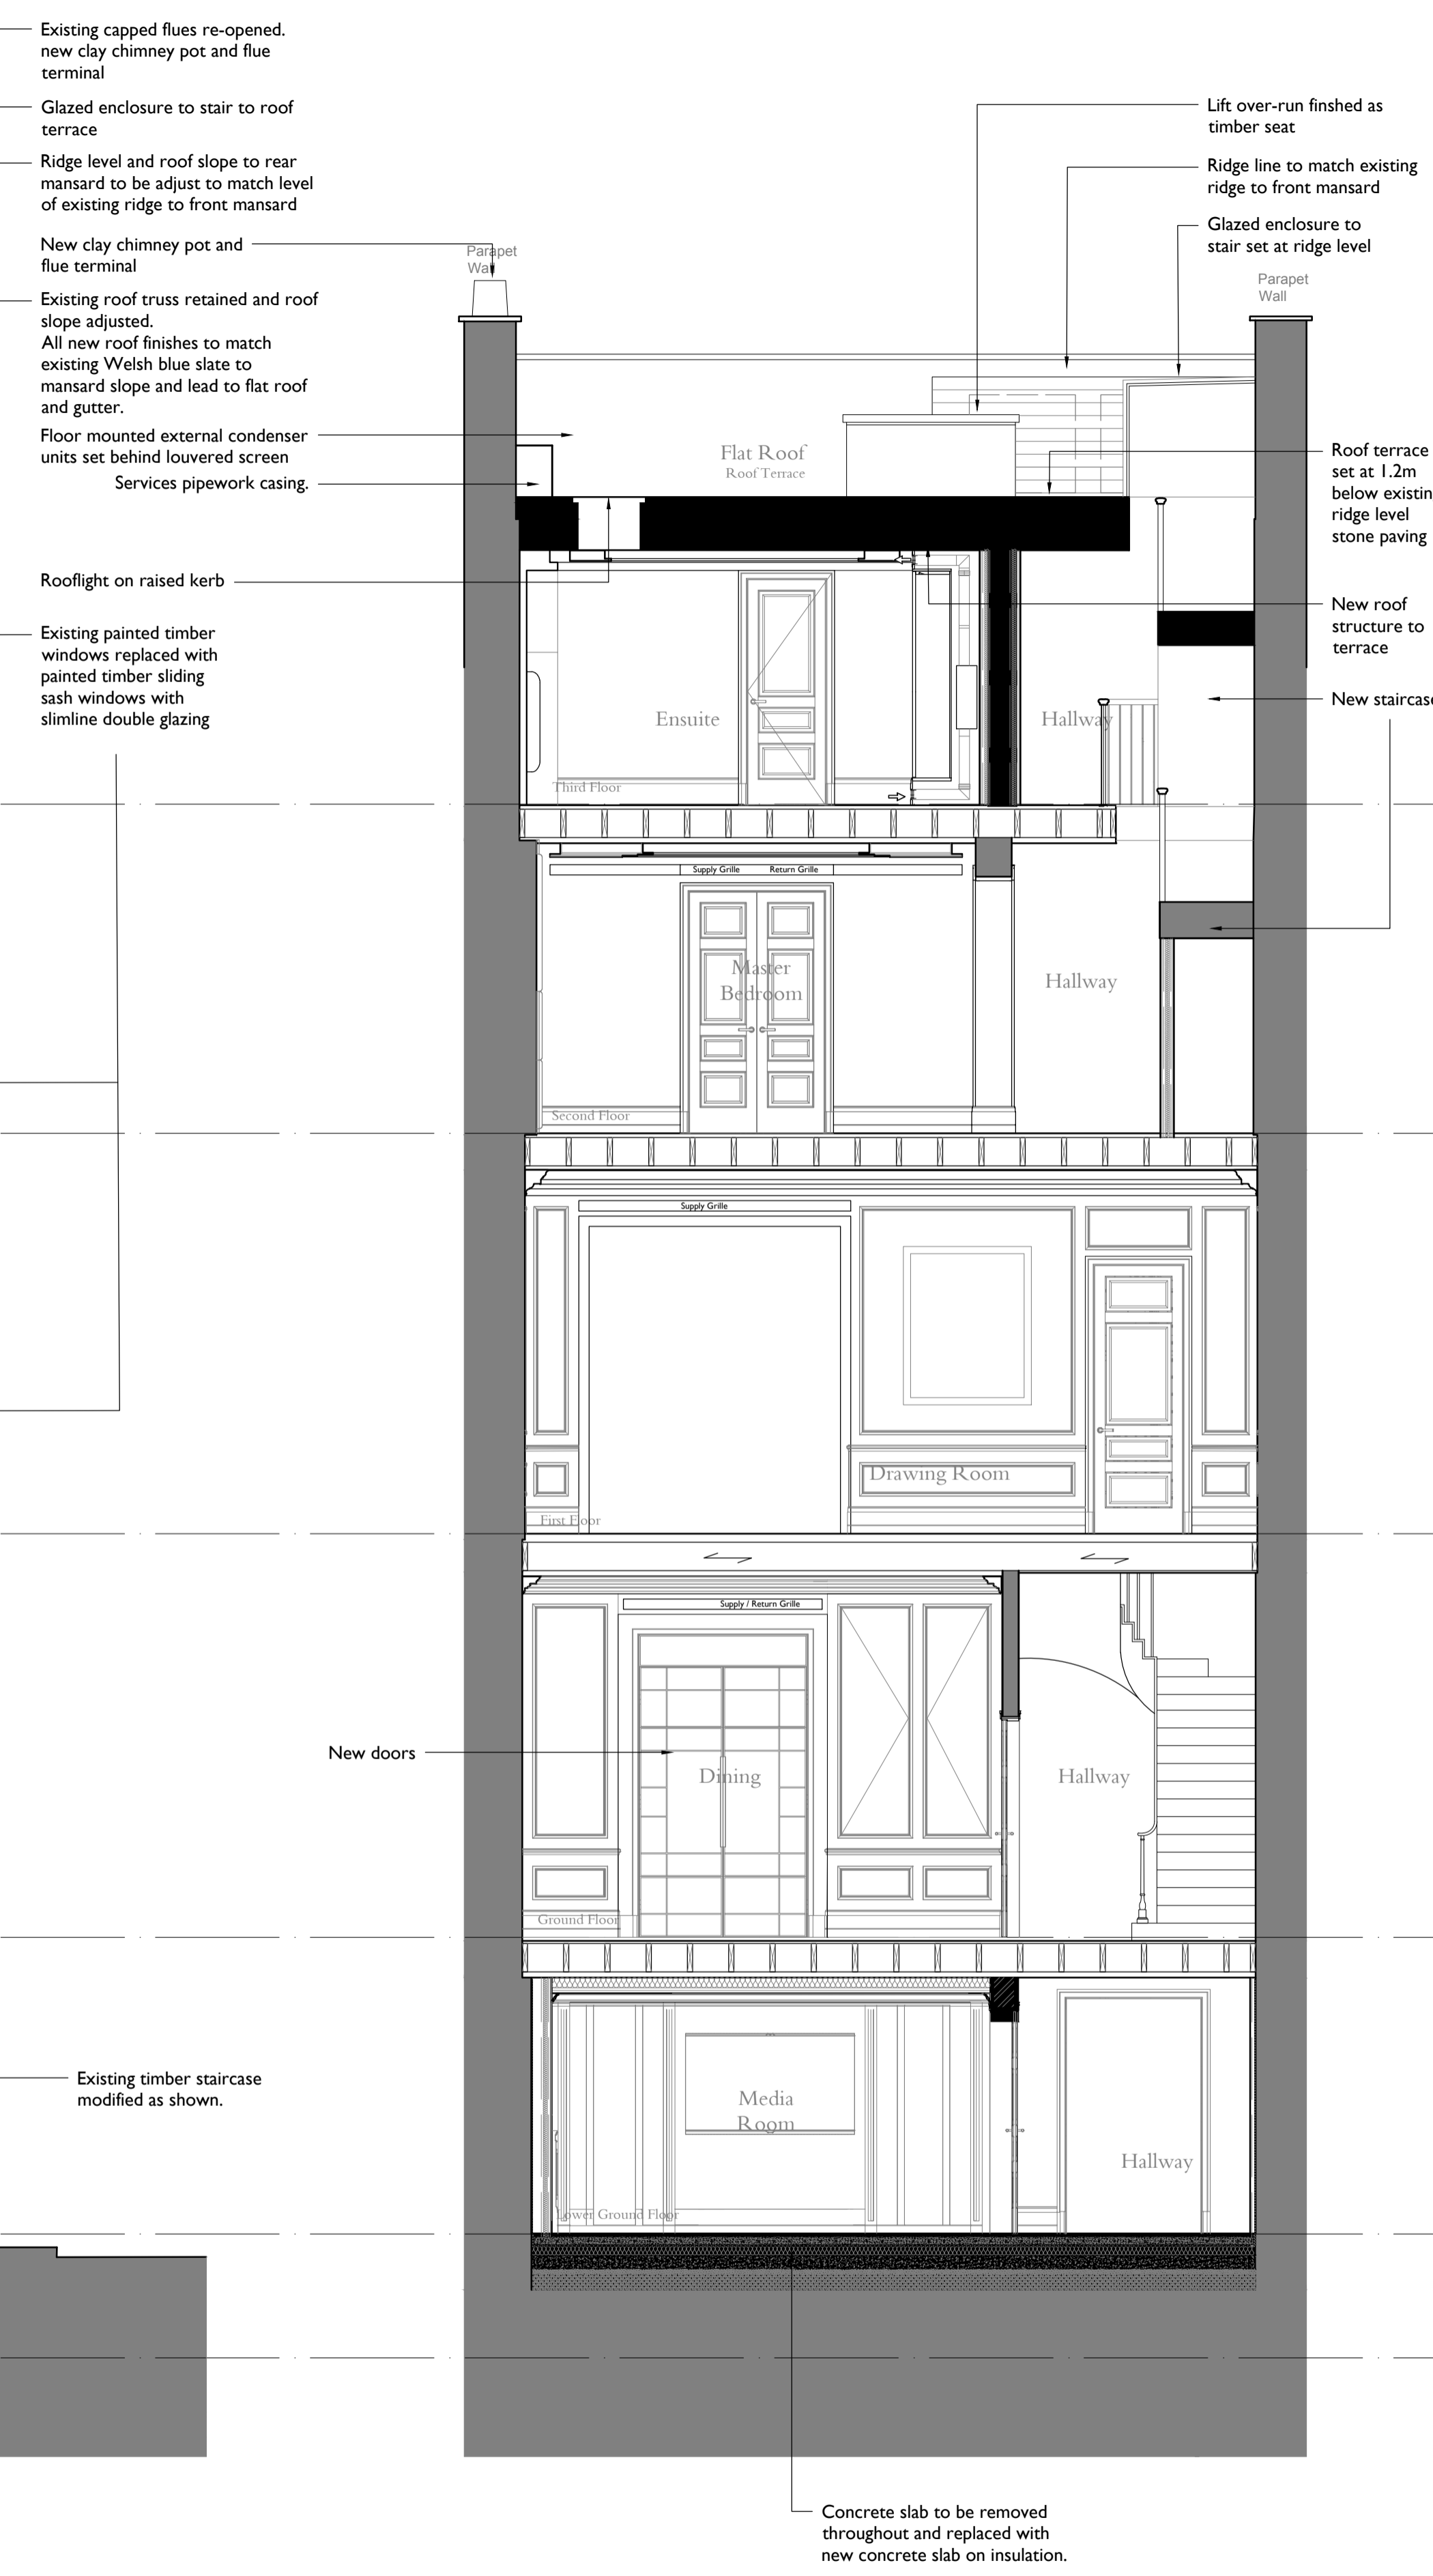 Existing capped flues re-opened.
new clay chimney pot and flue
terminal
Glazed enclosure to stair to roof
terrace
Ridge level and roof slope to rear
mansard to be adjust to match level
of existing ridge to front mansard
New clay chimney pot and
flue terminal
Existing roof truss retained and roof
slope adjusted.
All new roof finishes to match
existing Welsh blue slate to
mansard slope and lead to flat roof
and gutter.
Floor mounted external condenser
units set behind louvered screen
Services pipework casing.
Rooflight on raised kerb
Existing painted timber
windows replaced with
painted timber sliding
sash windows with
slimline double glazing
Lift over-run finshed as
timber seat
Ridge line to match existing
ridge to front mansard
Glazed enclosure to
stair set at ridge level
Parapet
Wall
Parapet
Wall
Flat Roof
Roof Terrace
Roof terrace
set at 1.2m
below existin
ridge level
stone paving
New roof
structure to
terrace
New staircase
Ensuite
Hallway
Third Floor
Supply Grille
Return Grille
Master
Bedroom
Hallway
Second Floor
Supply Grille
Drawing Room
First Floor
Supply / Return Grille
New doors
Dining
Hallway
Ground Floor
Existing timber staircase
modified as shown.
Media
Room
Hallway
Lower Ground Floor
Concrete slab to be removed
throughout and replaced with
new concrete slab on insulation.